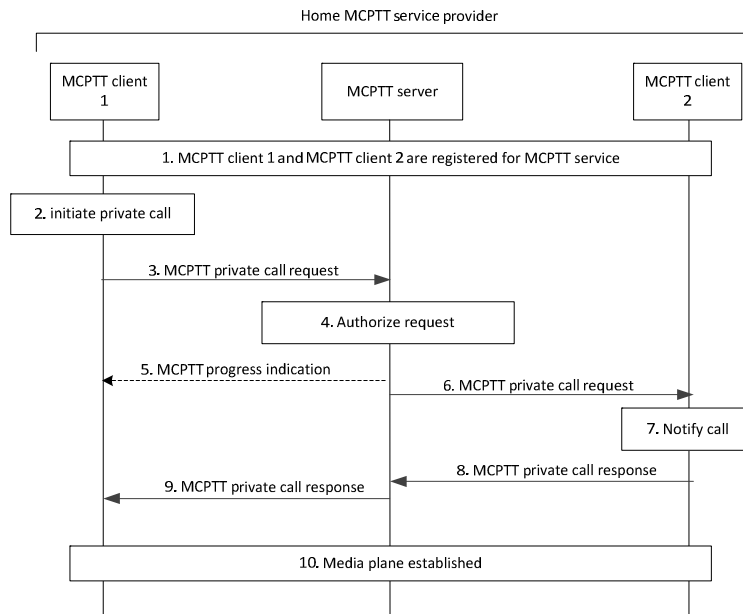 Home MCPTT service provider
MCPTT client
1
MCPTT server
MCPTT client
2
1. MCPTT client 1 and MCPTT client 2 are registered for MCPTT service
2. initiate private call
3. MCPTT private call request
4. Authorize request
5. MCPTT progress indication
6. MCPTT private call request
7. Notify call
8. MCPTT private call response
9. MCPTT private call response
10. Media plane established